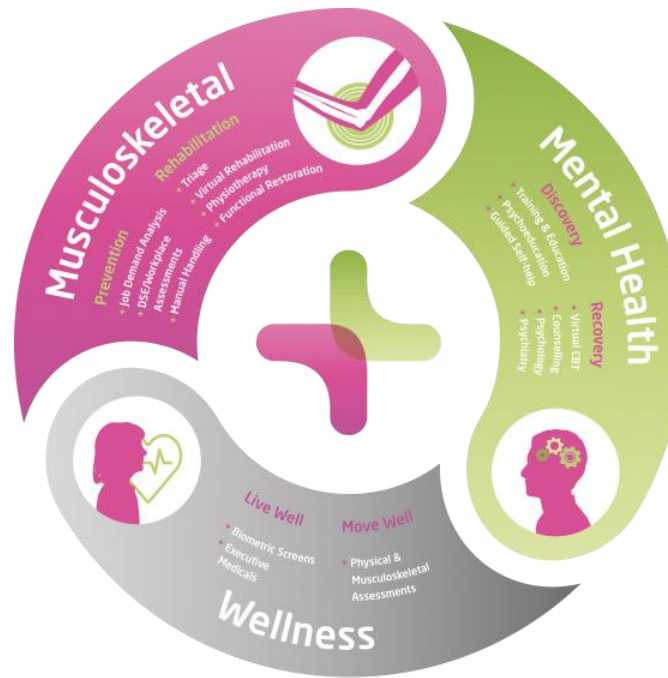 Musculoskeletal
Prevention
+ Job Demand Analysis
+ DSE/Workplace
Assessments
+ Manual Handling
Rehabilitation
+ Triage
+ Virtual Rehabilitation
+ Physiotherapy
+ Functional Restoration
Mental Health
Discovery
+ Training & Education
+ Psychoeducation
+ Guided Self-help
Recovery
+ Virtual CBT
+ Counselling
+ Psychology
+ Psychiatry
Live Well
+ Biometric Screens
+ Executive
Medicals
Move Well
+ Physical &
Musculoskeletal
Assessments
Wellness